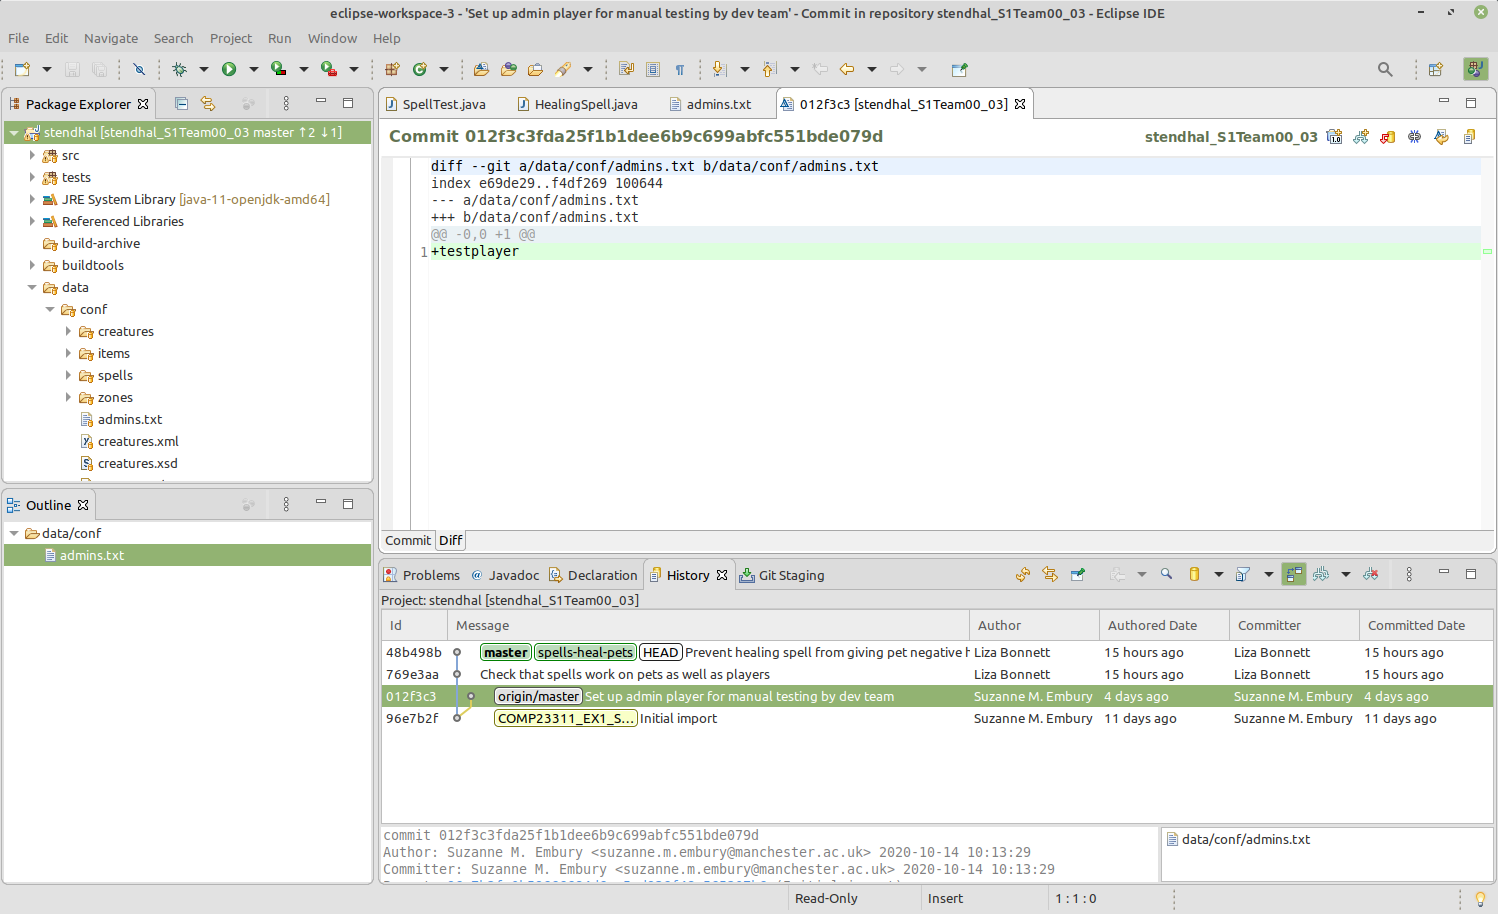 eclipse-workspace-3 - 'Set up admin player for manual testing by dev team' - Commit in repository stendhal_S1Team00_03 - Eclipse IDE
File Edit Navigate Search Project Run Window Help
Package Explorer
stendhal [stendhal_S1Team00_03 master ↑2 ↓1]
src
tests
JRE System Library [java-11-openjdk-amd64]
Referenced Libraries
build-archive
buildtools
data
conf
creatures
items
spells
zones
admins.txt
creatures.xml
creatures.xsd
Outline
data/conf
admins.txt
SpellTest.java HealingSpell.java admins.txt 012f3c3 [stendhal_S1Team00_03]
Commit 012f3c3fda25f1b1dee6b9c699abfc551bde079d stendhal_S1Team00_03
diff --git a/data/conf/admins.txt b/data/conf/admins.txt
index e69de29..f4df269 100644
--- a/data/conf/admins.txt
+++ b/data/conf/admins.txt
@@ -0,0 +1 @@
1 +testplayer
Commit Diff
Problems @ Javadoc Declaration History Git Staging
Project: stendhal [stendhal_S1Team00_03]
Id Message Author Authored Date Committer Committed Date
48b498b master spells-heal-pets HEAD Prevent healing spell from giving pet negative h Liza Bonnett 15 hours ago Liza Bonnett 15 hours ago
769e3aa Check that spells work on pets as well as players Liza Bonnett 15 hours ago Liza Bonnett 15 hours ago
012f3c3 origin/master Set up admin player for manual testing by dev team Suzanne M. Embury 4 days ago Suzanne M. Embury 4 days ago
96e7b2f COMP23311_EX1_S... Initial import Suzanne M. Embury 11 days ago Suzanne M. Embury 11 days ago
commit 012f3c3fda25f1b1dee6b9c699abfc551bde079d
Author: Suzanne M. Embury <suzanne.m.embury@manchester.ac.uk> 2020-10-14 10:13:29
Committer: Suzanne M. Embury <suzanne.m.embury@manchester.ac.uk> 2020-10-14 10:13:29
data/conf/admins.txt
Read-Only Insert 1 : 1 : 0